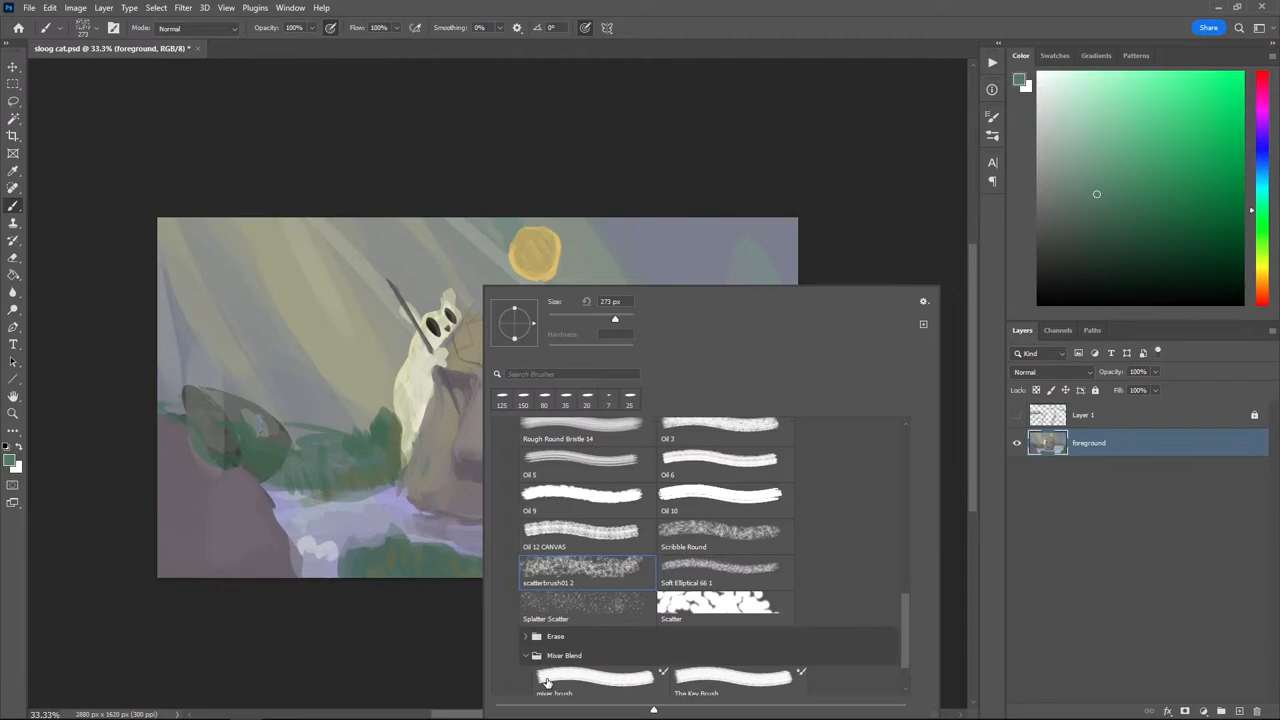 Ps File Edit Image Layer Type Select Filter 3D View Plugins Window Help
273 Mode: Normal Opacity: 100% Flow: 100% Smoothing: 0% 0° Share
sloog cat.psd @ 33.3% (foreground, RGB/8) * ×
Color Swatches Gradients Patterns
Size: 273 px
Hardness:
Search Brushes
125 150 80 35 20 7 25
Rough Round Bristle 14 Oil 3
Oil 5 Oil 6
Oil 9 Oil 10
Oil 12 CANVAS Scribble Round
scatterbrush01 2 Soft Elliptical 66 1
Splatter Scatter Scatter
Erase
Mixer Blend
mixer brush The Key Brush
Layers Channels Paths
Kind
Normal Opacity: 100%
Lock: Fill: 100%
Layer 1
foreground
33.33% 2880 px x 1620 px (300 ppi)